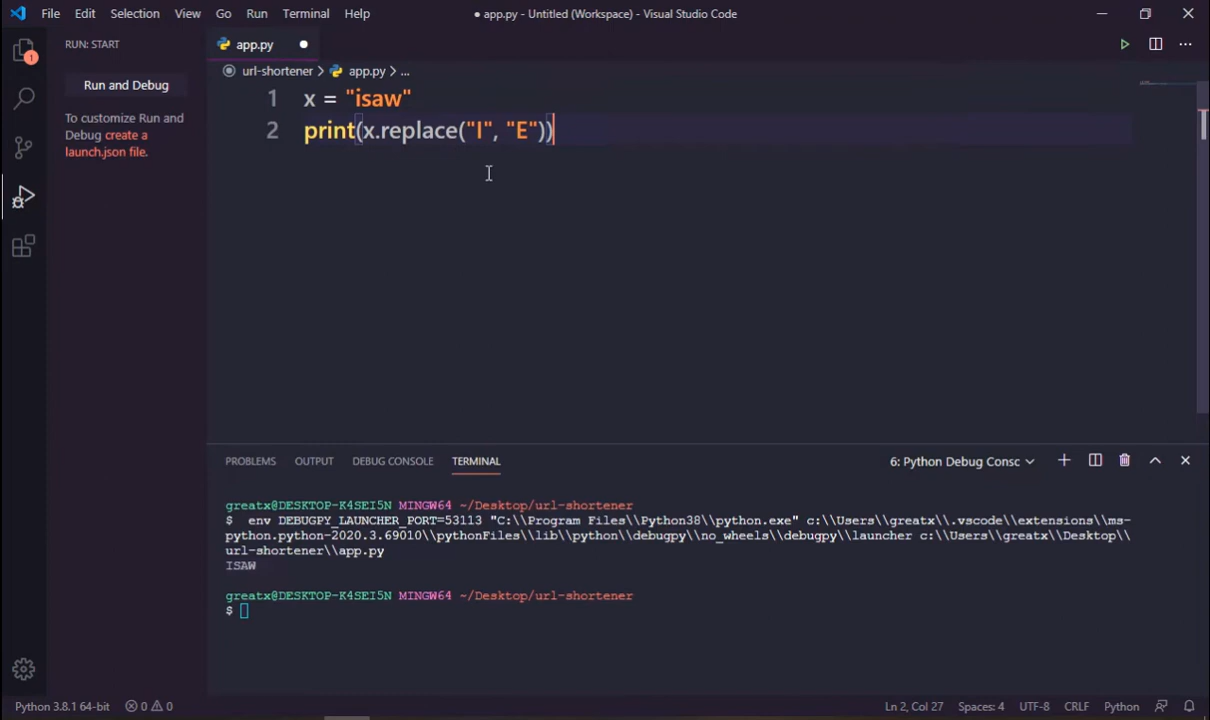 File Edit Selection View Go Run Terminal Help
● app.py - Untitled (Workspace) - Visual Studio Code
1
RUN: START
Run and Debug
To customize Run and
Debug create a
launch.json file.
app.py ●
url-shortener > app.py > ...
1 x = "isaw"
2 print(x.replace("I", "E"))
PROBLEMS OUTPUT DEBUG CONSOLE TERMINAL
6: Python Debug Consc
greatx@DESKTOP-K4SEI5N MINGW64 ~/Desktop/url-shortener
$ env DEBUGPY_LAUNCHER_PORT=53113 "C:\\Program Files\\Python38\\python.exe" c:\\Users\\greatx\\.vscode\\extensions\\ms-
python.python-2020.3.69010\\pythonFiles\\lib\\python\\debugpy\\no_wheels\\debugpy\\launcher c:\\Users\\greatx\\Desktop\\
url-shortener\\app.py
ISAW
greatx@DESKTOP-K4SEI5N MINGW64 ~/Desktop/url-shortener
$
Python 3.8.1 64-bit 0 0
Ln 2, Col 27 Spaces: 4 UTF-8 CRLF Python